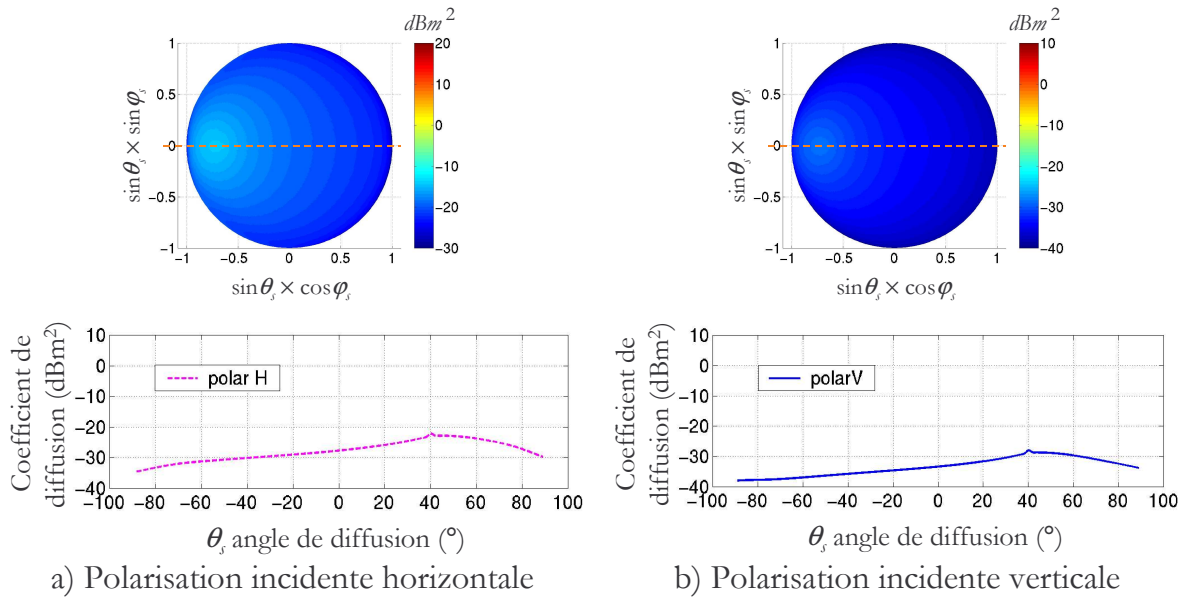 dBm²
20
10
0
−10
−20
−30
1
0.5
0
−0.5
−1
sinθₛ × sinφₛ
−1 −0.5 0 0.5 1
sinθₛ × cosφₛ
dBm²
10
0
−10
−20
−30
−40
1
0.5
0
−0.5
−1
sinθₛ × sinφₛ
−1 −0.5 0 0.5 1
sinθₛ × cosφₛ
Coefficient de
diffusion (dBm²)
10
0
−10
−20
−30
−40
polar H
−100 −80 −60 −40 −20 0 20 40 60 80 100
θₛ angle de diffusion (°)
a) Polarisation incidente horizontale
Coefficient de
diffusion (dBm²)
10
0
−10
−20
−30
−40
polarV
−100 −80 −60 −40 −20 0 20 40 60 80 100
θₛ angle de diffusion (°)
b) Polarisation incidente verticale